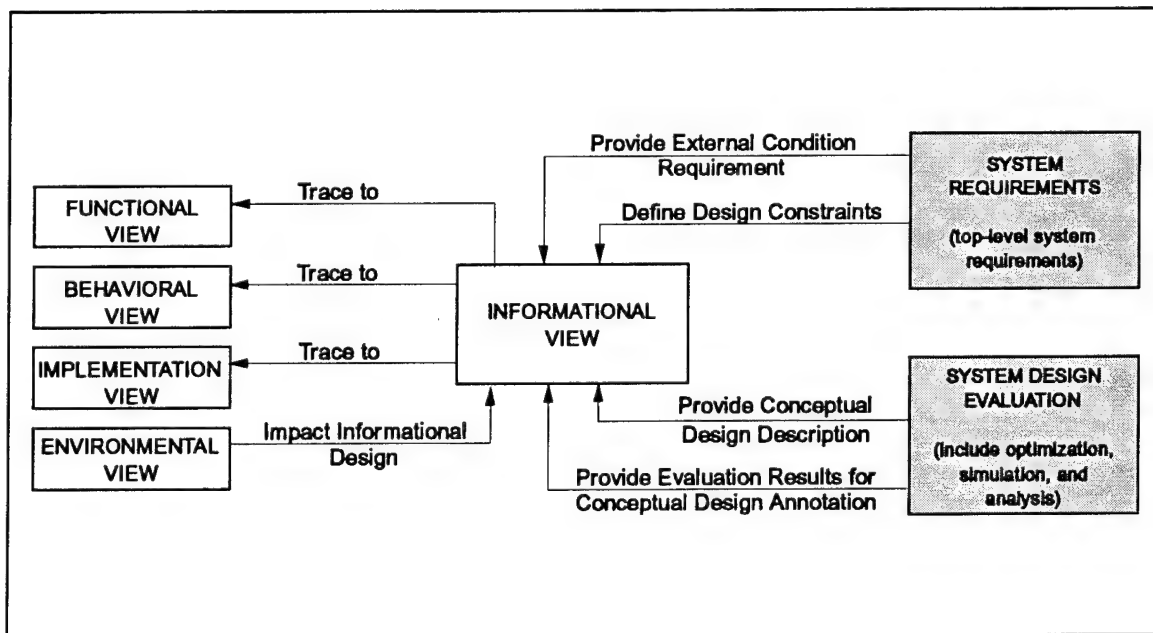 Provide External Condition
Requirement
SYSTEM
REQUIREMENTS
(top-level system
requirements)
Define Design Constraints
FUNCTIONAL
VIEW
Trace to
BEHAVIORAL
VIEW
Trace to
IMPLEMENTATION
VIEW
Trace to
ENVIRONMENTAL
VIEW
Impact Informational
Design
INFORMATIONAL
VIEW
SYSTEM DESIGN
EVALUATION
(include optimization,
simulation, and
analysis)
Provide Conceptual
Design Description
Provide Evaluation Results for
Conceptual Design Annotation